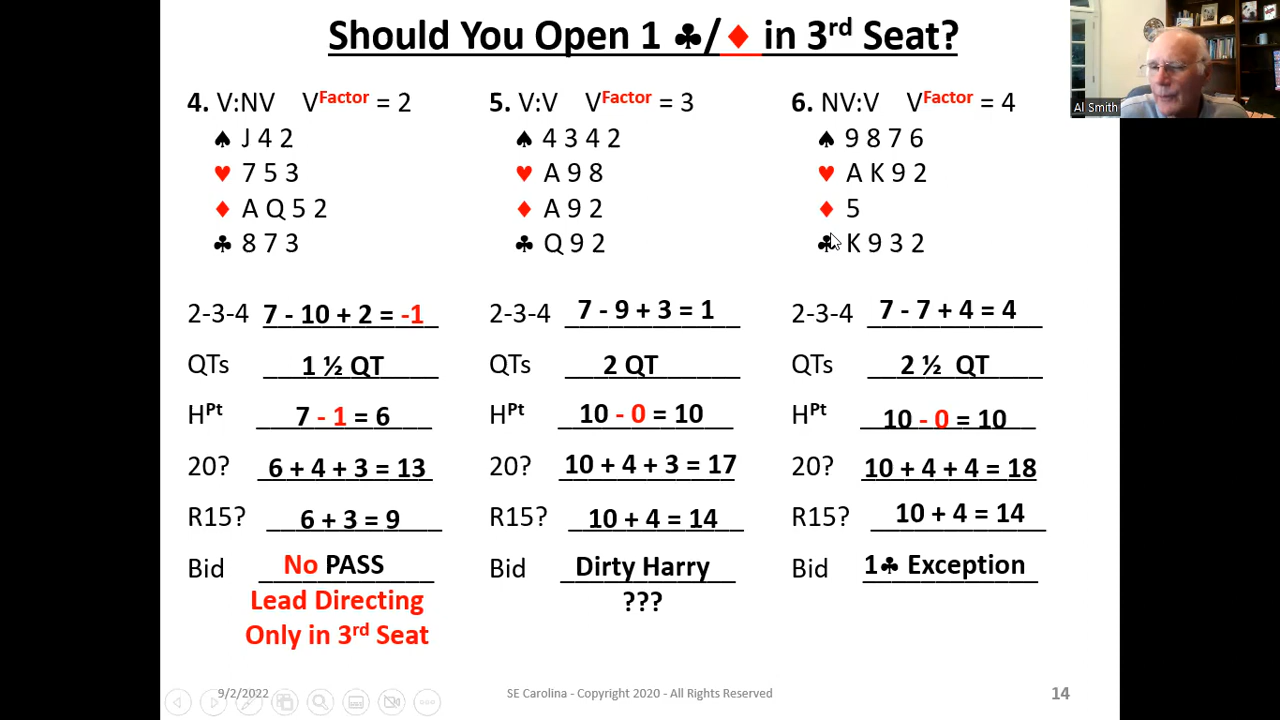 Should You Open 1 ♣/♦ in 3rd Seat?
Al Smith
4. V:NV VFactor = 2
♠ J 4 2
♥ 7 5 3
♦ A Q 5 2
♣ 8 7 3
2-3-4 7 - 10 + 2 = -1
QTs 1 ½ QT
HPt 7 - 1 = 6
20? 6 + 4 + 3 = 13
R15? 6 + 3 = 9
Bid No PASS
Lead Directing
Only in 3rd Seat
5. V:V VFactor = 3
♠ 4 3 4 2
♥ A 9 8
♦ A 9 2
♣ Q 9 2
2-3-4 7 - 9 + 3 = 1
QTs 2 QT
HPt 10 - 0 = 10
20? 10 + 4 + 3 = 17
R15? 10 + 4 = 14
Bid Dirty Harry
???
6. NV:V VFactor = 4
♠ 9 8 7 6
♥ A K 9 2
♦ 5
♣ K 9 3 2
2-3-4 7 - 7 + 4 = 4
QTs 2 ½ QT
HPt 10 - 0 = 10
20? 10 + 4 + 4 = 18
R15? 10 + 4 = 14
Bid 1♣ Exception
9/2/2022
SE Carolina - Copyright 2020 - All Rights Reserved
14